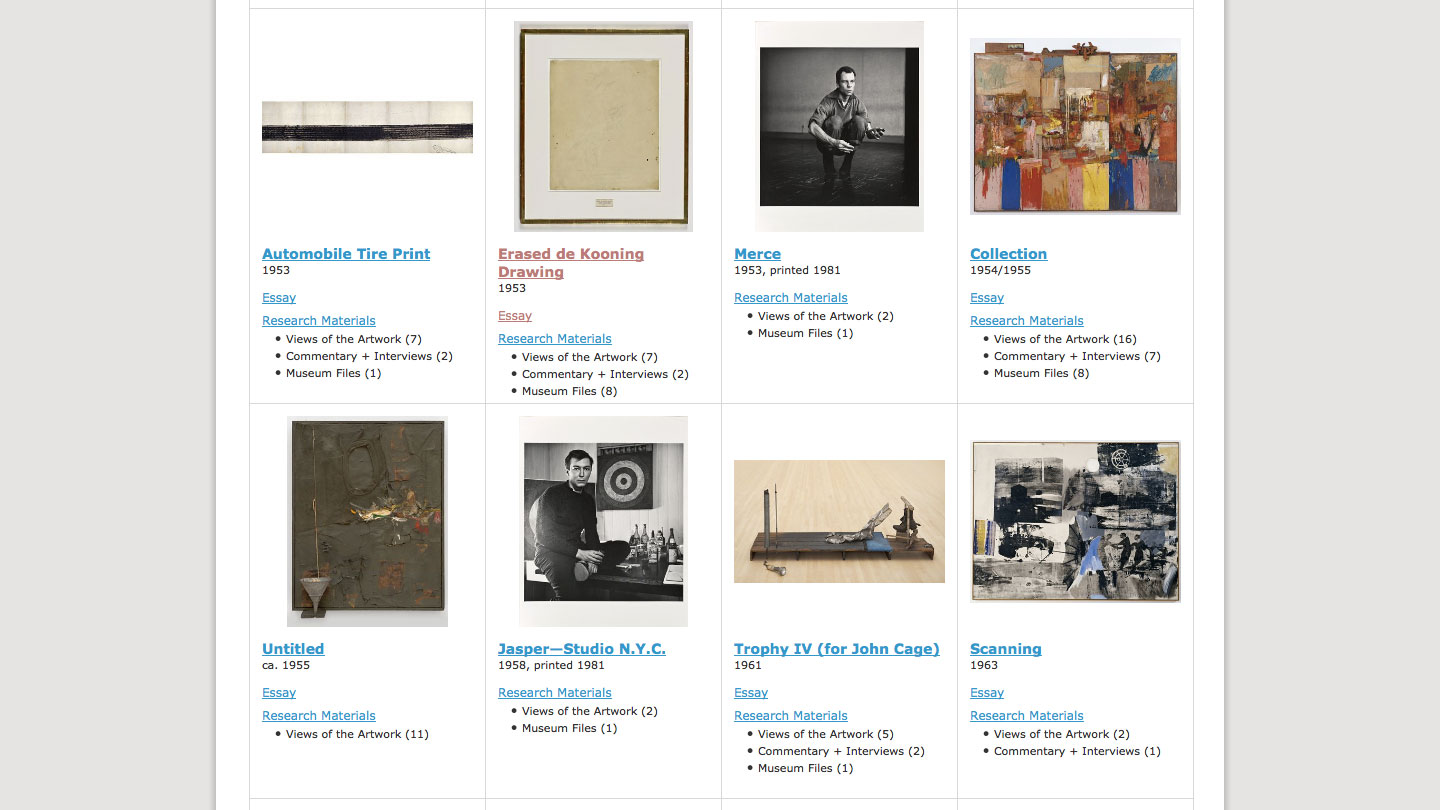 Automobile Tire Print
1953
Essay
Research Materials
• Views of the Artwork (7)
• Commentary + Interviews (2)
• Museum Files (1)
Erased de Kooning
Drawing
1953
Essay
Research Materials
• Views of the Artwork (7)
• Commentary + Interviews (2)
• Museum Files (8)
Merce
1953, printed 1981
Research Materials
• Views of the Artwork (2)
• Museum Files (1)
Collection
1954/1955
Essay
Research Materials
• Views of the Artwork (16)
• Commentary + Interviews (7)
• Museum Files (8)
Untitled
ca. 1955
Essay
Research Materials
• Views of the Artwork (11)
Jasper—Studio N.Y.C.
1958, printed 1981
Research Materials
• Views of the Artwork (2)
• Museum Files (1)
Trophy IV (for John Cage)
1961
Essay
Research Materials
• Views of the Artwork (5)
• Commentary + Interviews (2)
• Museum Files (1)
Scanning
1963
Essay
Research Materials
• Views of the Artwork (2)
• Commentary + Interviews (1)